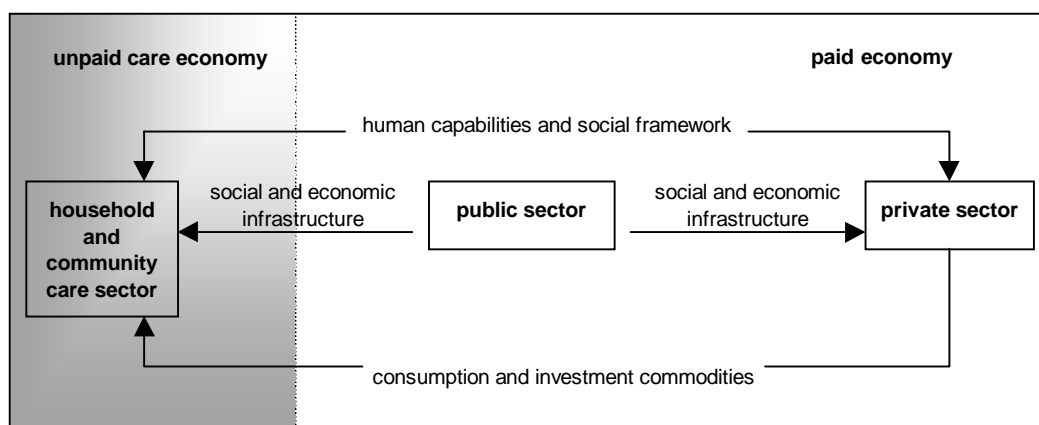 unpaid care economy
paid economy
human capabilities and social framework
household
and
community
care sector
social and economic
infrastructure
public sector
social and economic
infrastructure
private sector
consumption and investment commodities